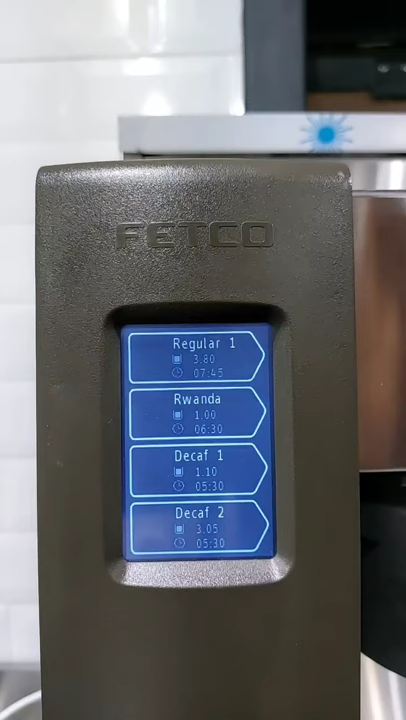 FETCO
Regular 1
3.80
07:45
Rwanda
1.00
06:30
Decaf 1
1.10
05:30
Decaf 2
3.05
05:30